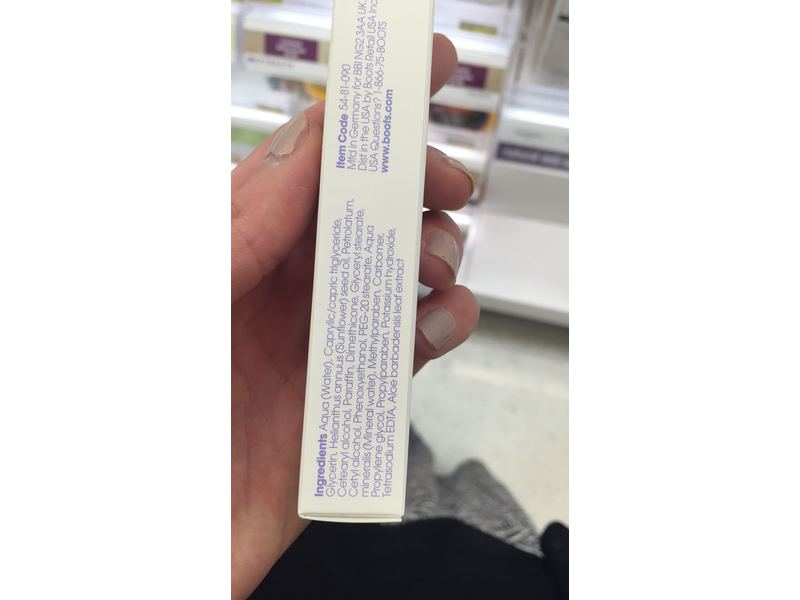 Ingredients Aqua (Water), Caprylic/capric triglyceride,
Glycerin, Helianthus annuus (Sunflower) seed oil, Petrolatum,
Cetearyl alcohol, Paraffin, Dimethicone, Glyceryl stearate,
Cetyl alcohol, Phenoxyethanol, PEG-20 stearate, Aqua
mineralis (Mineral water), Methylparaben, Carbomer,
Propylene glycol, Propylparaben, Potassium hydroxide,
Tetrasodium EDTA, Aloe barbadensis leaf extract
Item Code 54-81-090
Mfd in Germany for BBI NG2 3AA UK.
Dist in the USA by Boots Retail USA Inc
USA Questions? 1-866-75-BOOTS
www.boots.com